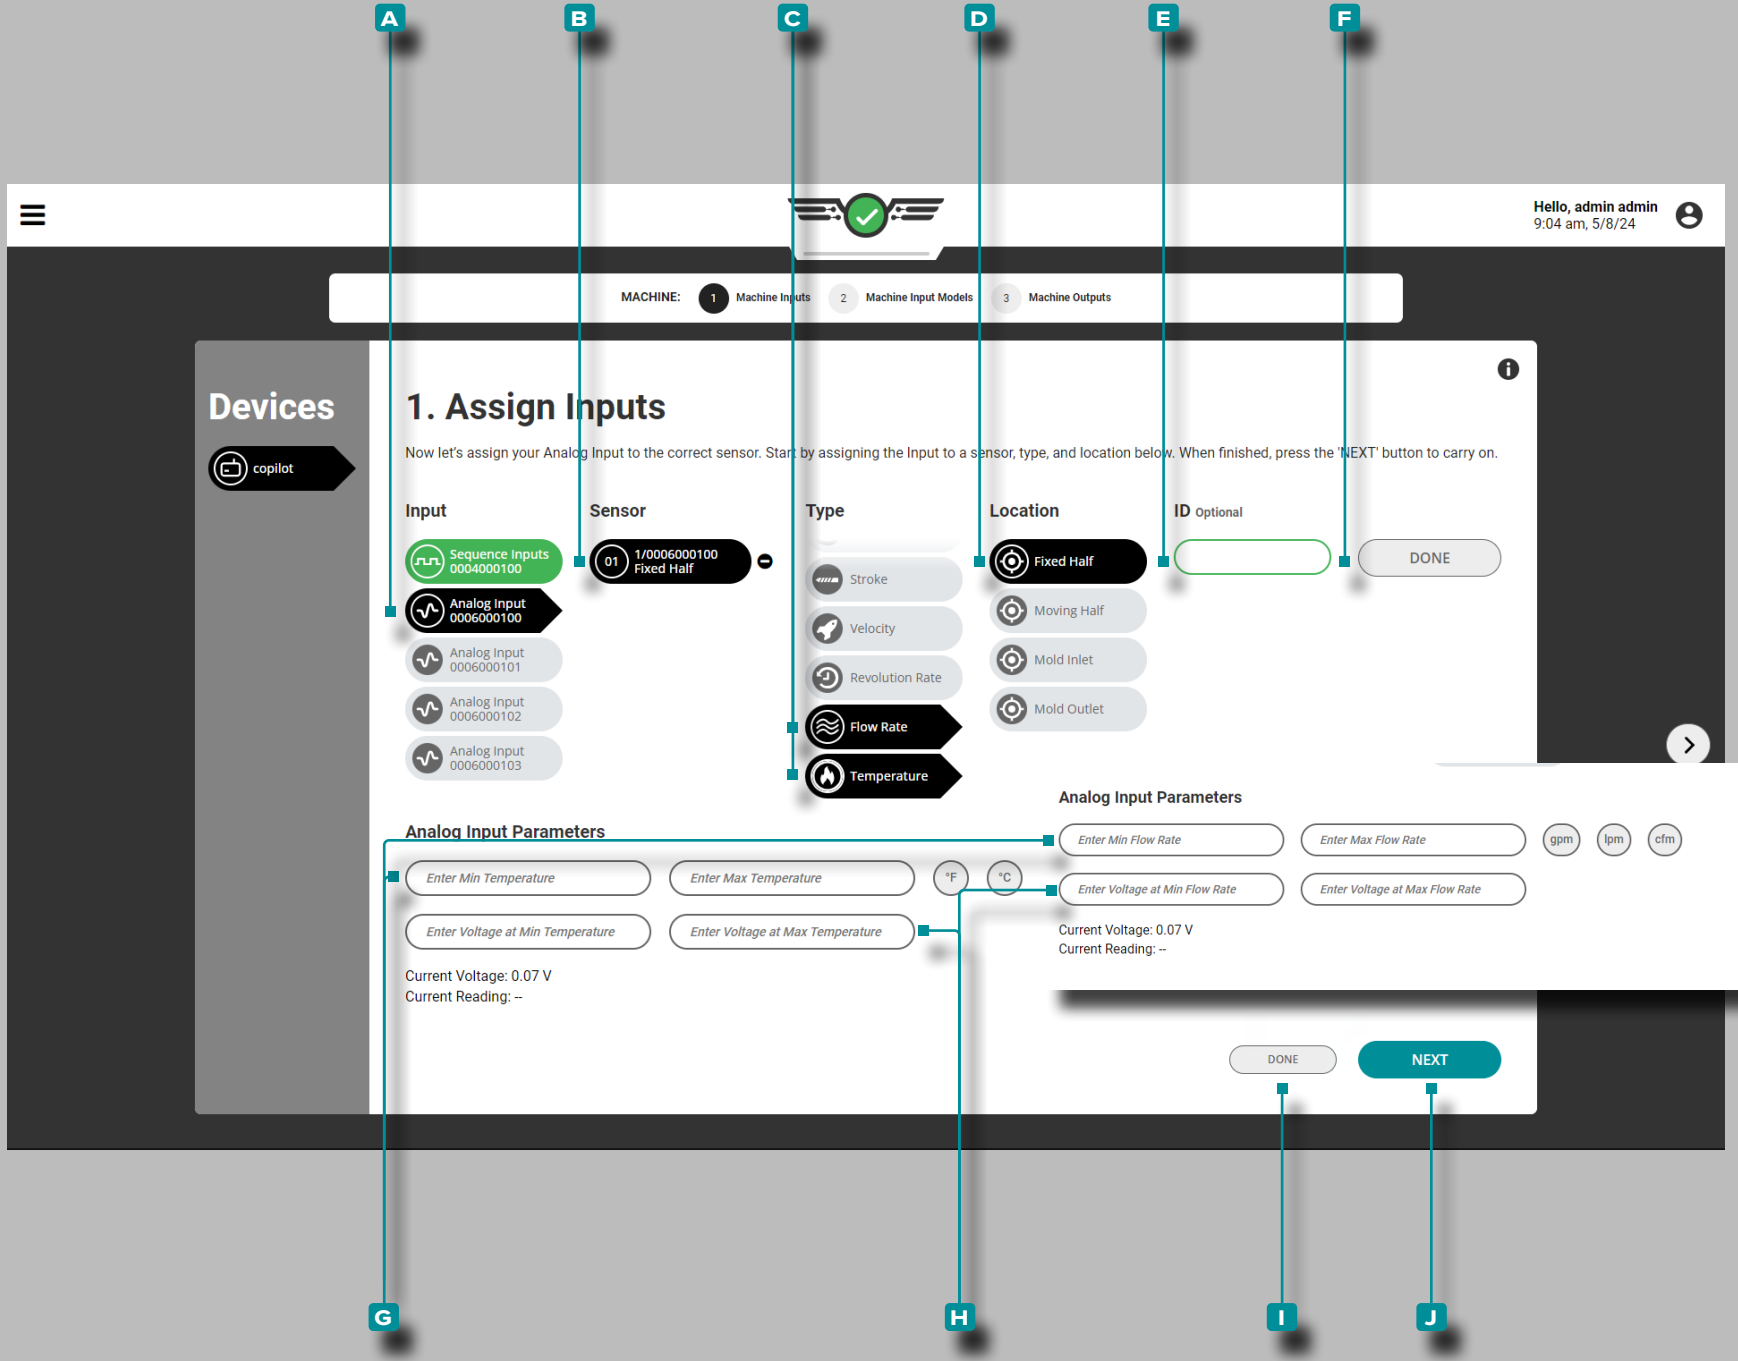 A B C D E F
Hello, admin admin
9:04 am, 5/8/24
MACHINE: 1 Machine Inputs 2 Machine Input Models 3 Machine Outputs
Devices
copilot
1. Assign Inputs
Now let's assign your Analog Input to the correct sensor. Start by assigning the Input to a sensor, type, and location below. When finished, press the 'NEXT' button to carry on.
Input
Sequence Inputs
0004000100
Analog Input
0006000100
Analog Input
0006000101
Analog Input
0006000102
Analog Input
0006000103
Sensor
01 1/0006000100
Fixed Half
Type
Stroke
Velocity
Revolution Rate
Flow Rate
Temperature
Location
Fixed Half
Moving Half
Mold Inlet
Mold Outlet
ID Optional
DONE
Analog Input Parameters
Enter Min Temperature Enter Max Temperature °F °C
Enter Voltage at Min Temperature Enter Voltage at Max Temperature
Current Voltage: 0.07 V
Current Reading: --
Analog Input Parameters
Enter Min Flow Rate Enter Max Flow Rate gpm lpm cfm
Enter Voltage at Min Flow Rate Enter Voltage at Max Flow Rate
Current Voltage: 0.07 V
Current Reading: --
DONE NEXT
G H I J